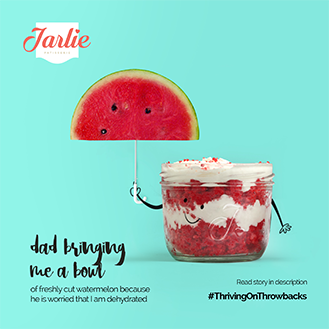 Jarlie
dad bringing
me a bowl
of freshly cut watermelon because
he is worried that I am dehydrated
Read story in description
#ThrivingOnThrowbacks